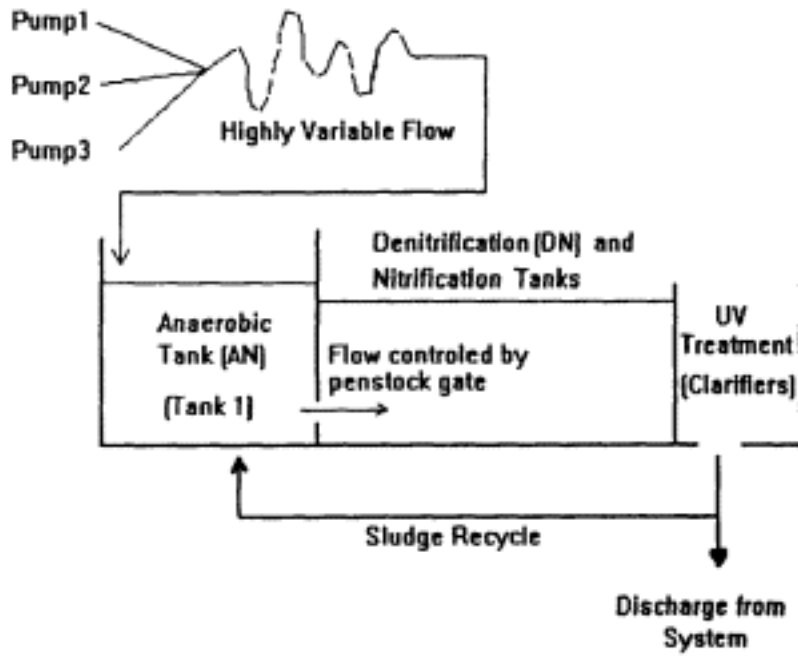 Pump1
Pump2
Pump3
Highly Variable Flow
Denitrification (DN) and
Nitrification Tanks
Anaerobic
Tank (AN)
(Tank 1)
Flow controled by
penstock gate
UV
Treatment
(Clarifiers)
Sludge Recycle
Discharge from
System